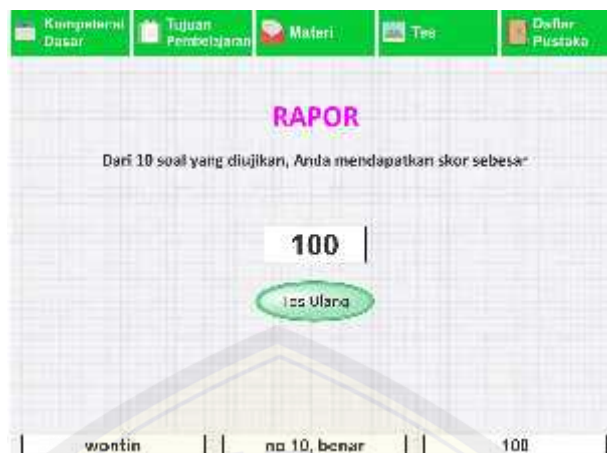 Kompetensi
Dasar
Tujuan
Pembelajaran
Materi
Tes
Daftar
Pustaka
RAPOR
Dari 10 soal yang diujikan, Anda mendapatkan skor sebesar
100
Tes Ulang
wontin
no 10, benar
100